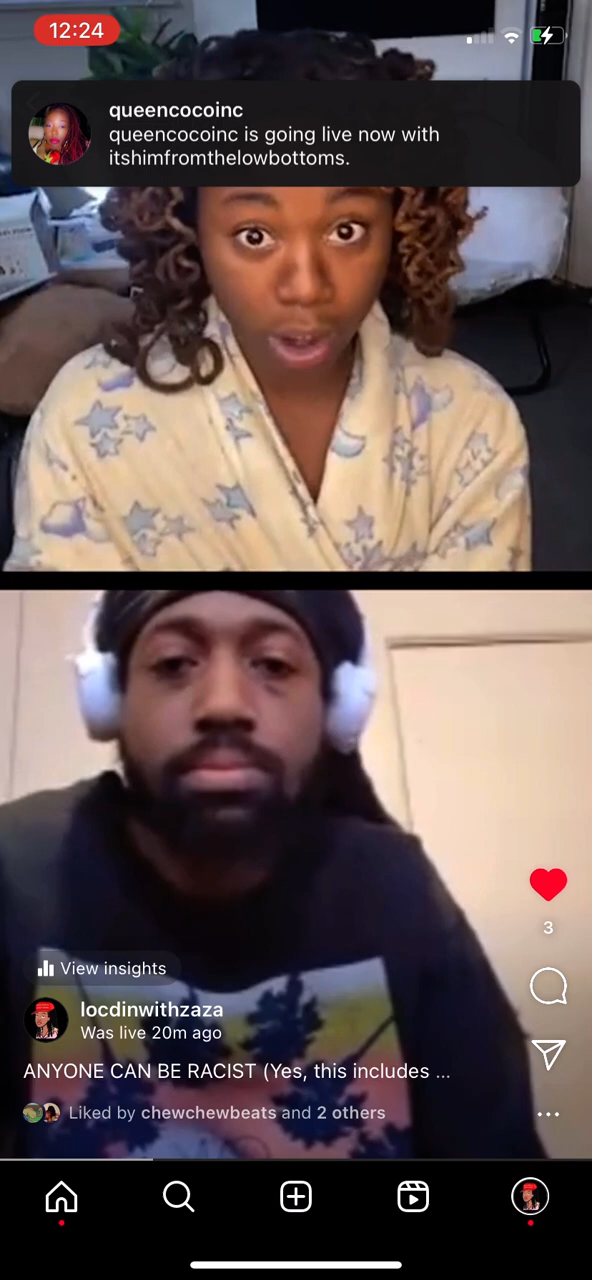 12:24
queencocoinc
queencocoinc is going live now with
itshimfromthelowbottoms.
View insights
locdinwithzaza
Was live 20m ago
ANYONE CAN BE RACIST (Yes, this includes ...
Liked by chewchewbeats and 2 others
3